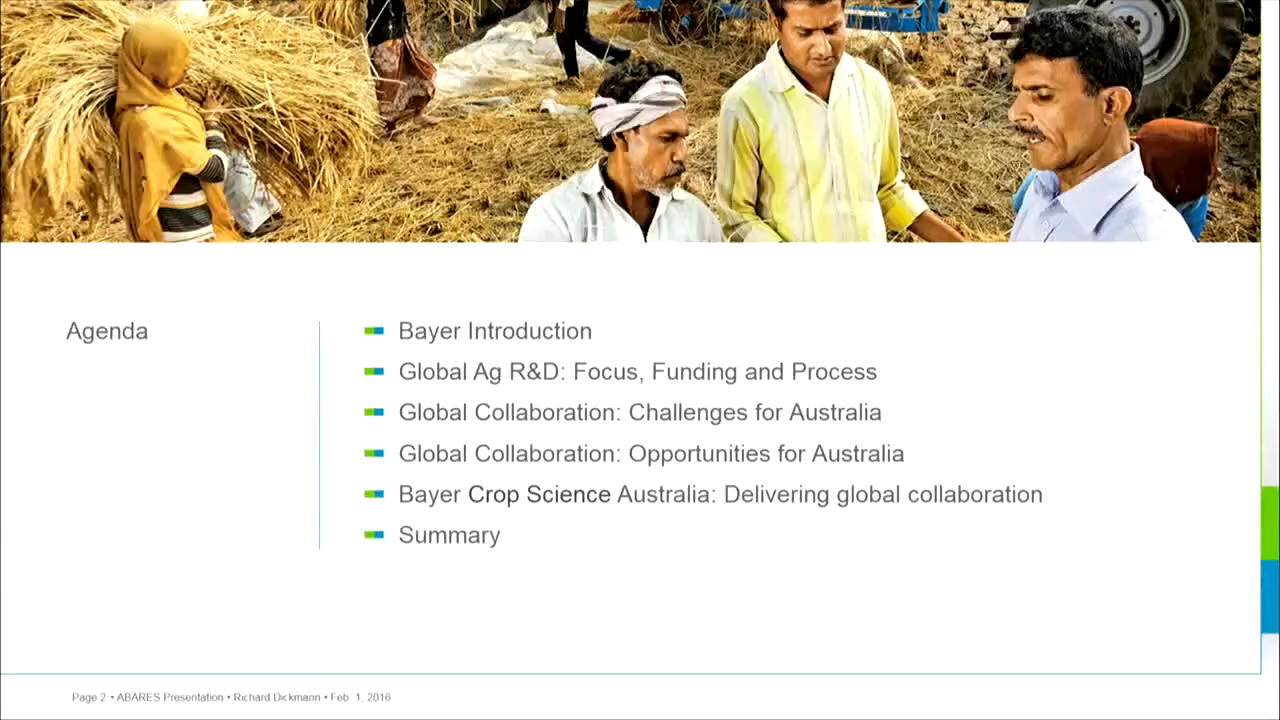 Agenda
Bayer Introduction
Global Ag R&D: Focus, Funding and Process
Global Collaboration: Challenges for Australia
Global Collaboration: Opportunities for Australia
Bayer Crop Science Australia: Delivering global collaboration
Summary
Page 2 • ABARES Presentation • Richard Dickmann • Feb 1, 2016